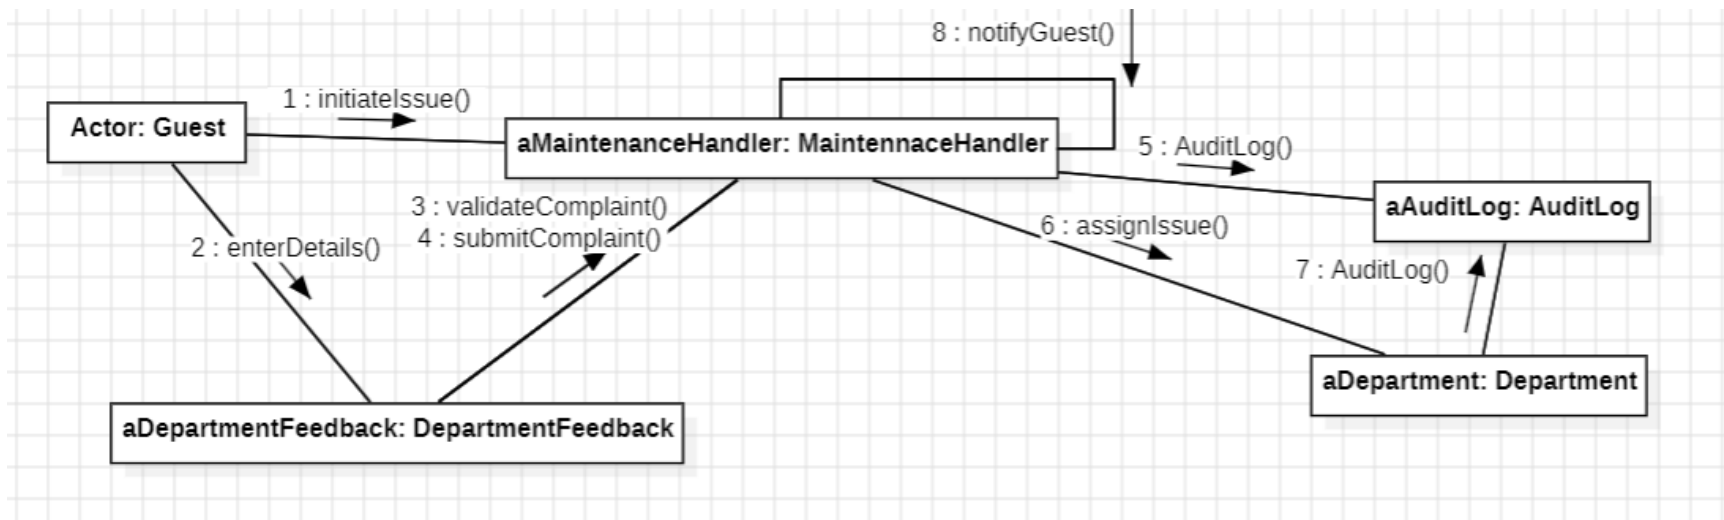 8 : notifyGuest()
1 : initiateIssue()
Actor: Guest
aMaintenanceHandler: MaintennaceHandler
5 : AuditLog()
3 : validateComplaint()
4 : submitComplaint()
aAuditLog: AuditLog
2 : enterDetails()
6 : assignIssue()
7 : AuditLog()
aDepartment: Department
aDepartmentFeedback: DepartmentFeedback